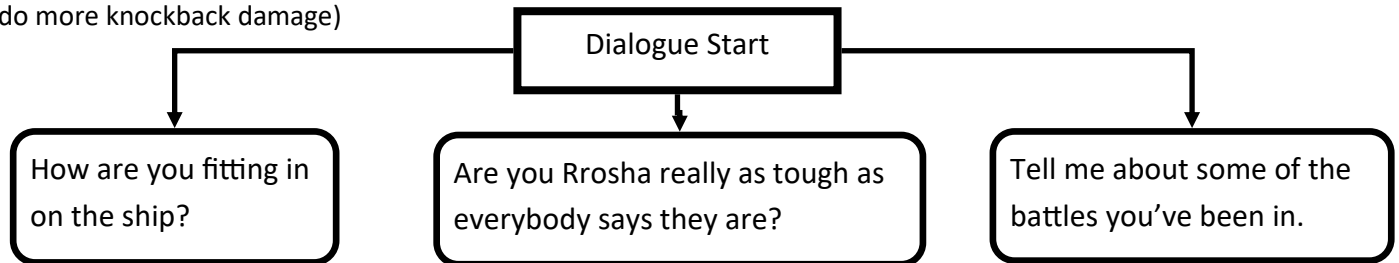 do more knockback damage)
Dialogue Start
How are you fitting in
on the ship?
Are you Rrosha really as tough as
everybody says they are?
Tell me about some of the
battles you’ve been in.